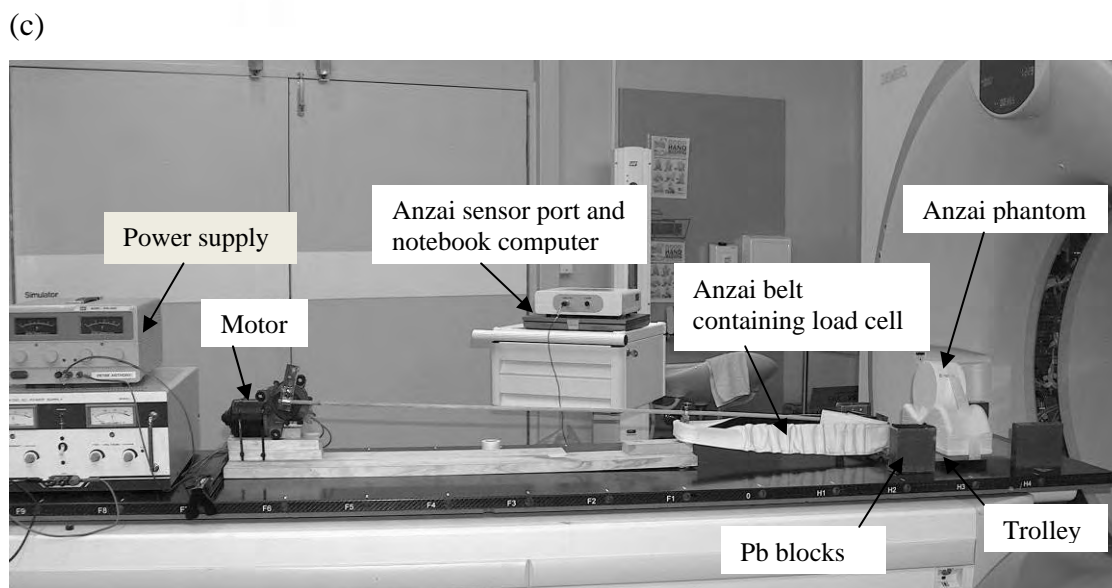 (c)
Power supply
Anzai sensor port and
notebook computer
Anzai phantom
Simulator
Motor
Anzai belt
containing load cell
F9
F8
F6
F5
F4
F3
F2
F1
0
H1
H2
H3
H4
Pb blocks
Trolley